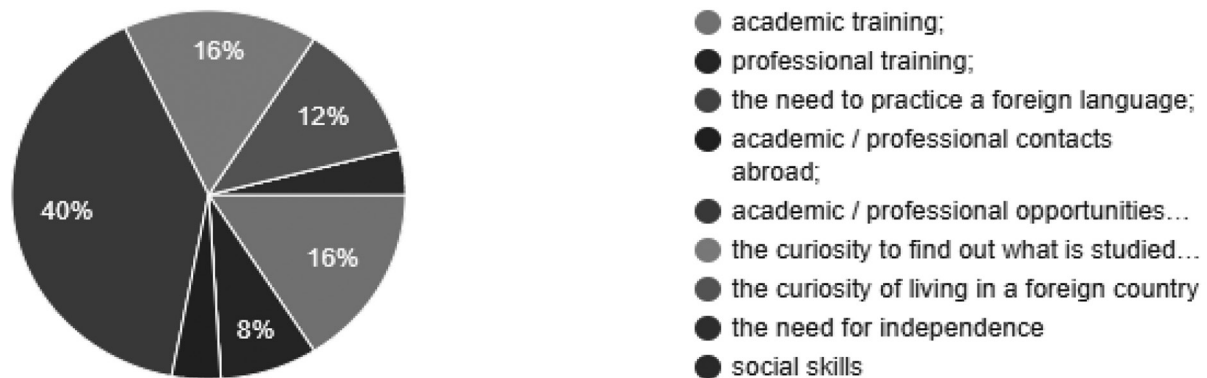 16%
12%
40%
16%
8%
academic training;
professional training;
the need to practice a foreign language;
academic / professional contacts
abroad;
academic / professional opportunities…
the curiosity to find out what is studied…
the curiosity of living in a foreign country
the need for independence
social skills